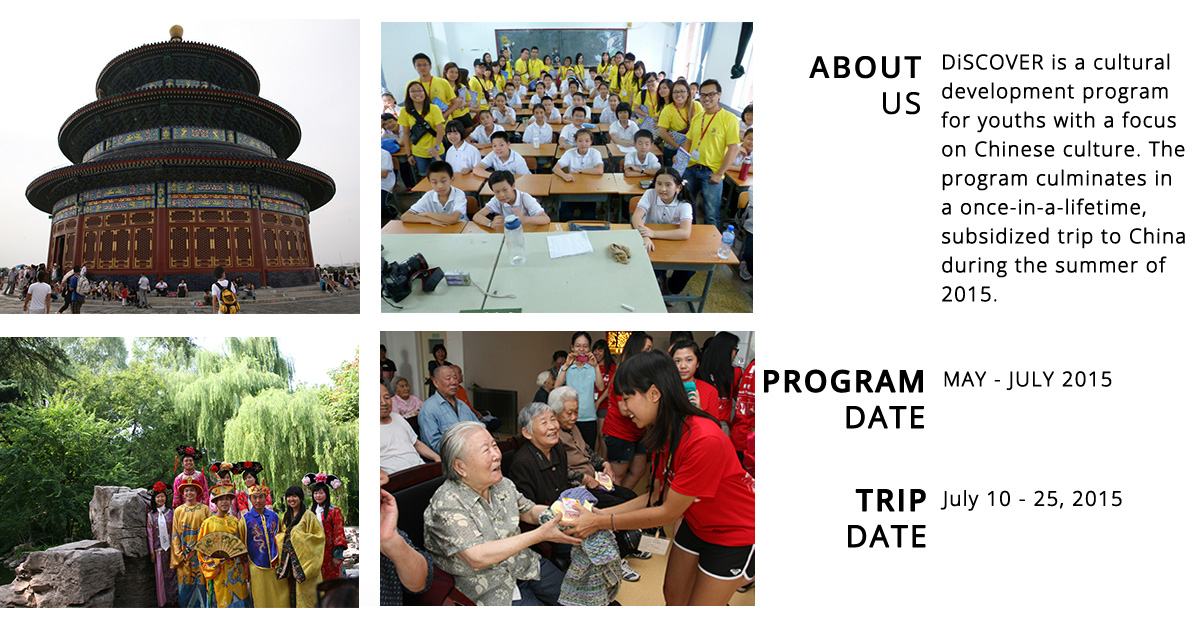 ABOUT
US
DiSCOVER is a cultural
development program
for youths with a focus
on Chinese culture. The
program culminates in
a once-in-a-lifetime,
subsidized trip to China
during the summer of
2015.
PROGRAM
DATE
MAY - JULY 2015
TRIP
DATE
July 10 - 25, 2015